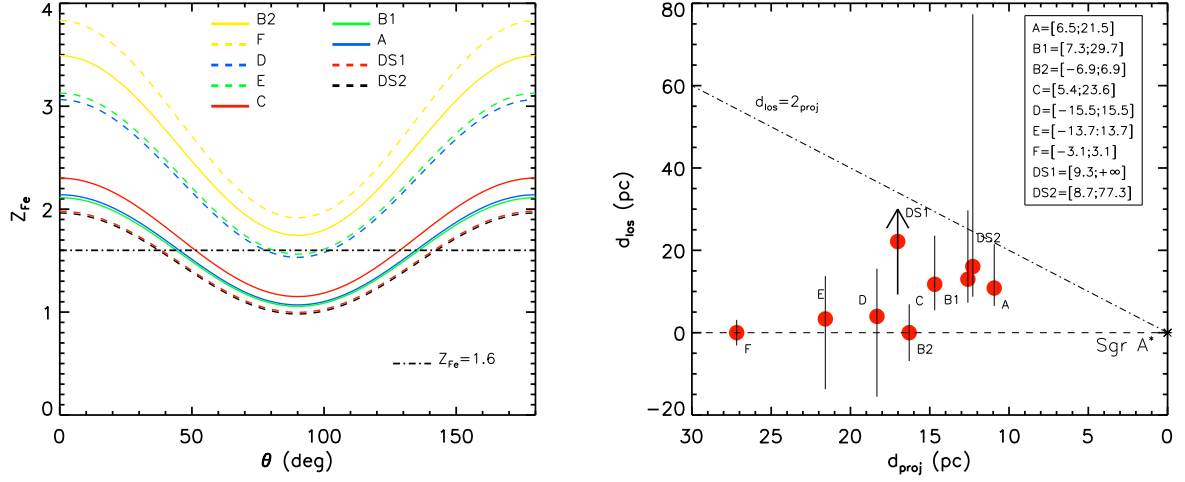 4
3
2
1
0
Z_Fe
B2
F
D
E
C
B1
A
DS1
DS2
Z_Fe=1.6
0 50 100 150
θ (deg)
80
60
40
20
0
−20
d_los (pc)
d_los=2_proj
A=[6.5;21.5]
B1=[7.3;29.7]
B2=[−6.9;6.9]
C=[5.4;23.6]
D=[−15.5;15.5]
E=[−13.7;13.7]
F=[−3.1;3.1]
DS1=[9.3;+∞]
DS2=[8.7;77.3]
DS1
DS2
E
D
C
B1
A
F
B2
Sgr A*
30 25 20 15 10 5 0
d_proj (pc)